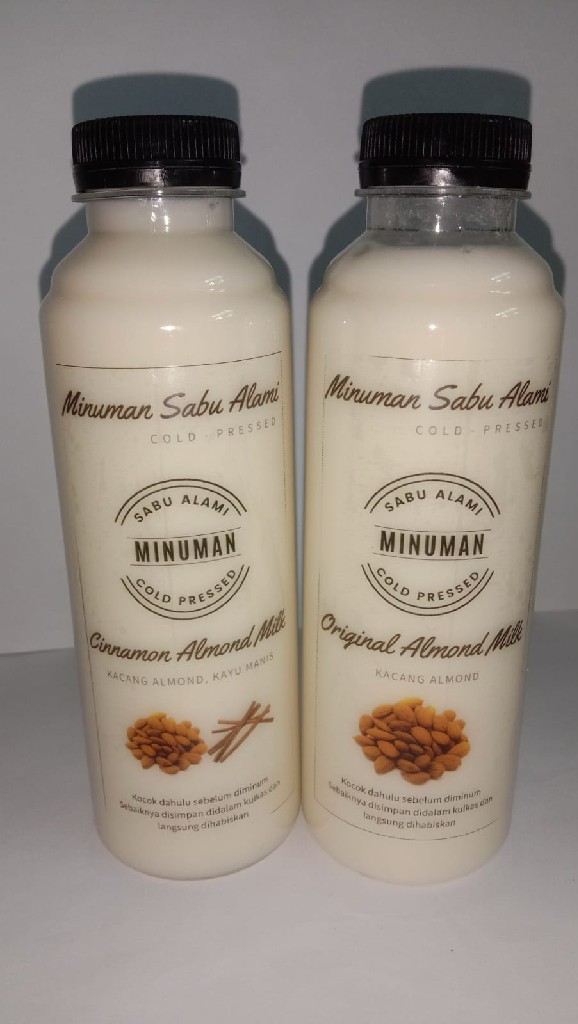 Minuman Sabu Alami
COLD - PRESSED
SABU ALAMI
MINUMAN
COLD PRESSED
Cinnamon Almond Milk
KACANG ALMOND, KAYU MANIS
Kocok dahulu sebelum diminum
Sebaiknya disimpan didalam kulkas dan
langsung dihabiskan
Minuman Sabu Alami
COLD - PRESSED
SABU ALAMI
MINUMAN
COLD PRESSED
Original Almond Milk
KACANG ALMOND
Kocok dahulu sebelum diminum
Sebaiknya disimpan didalam kulkas dan
langsung dihabiskan